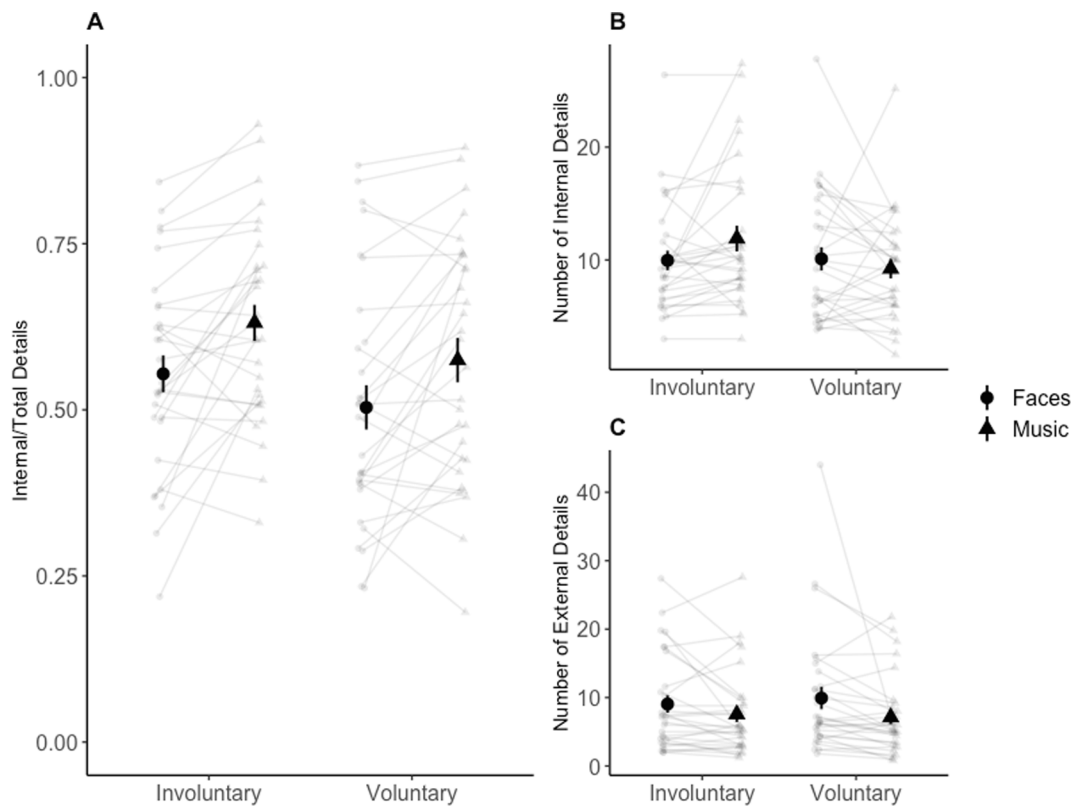 A
Internal/Total Details
1.00
0.75
0.50
0.25
0.00
Involuntary
Voluntary
B
Number of Internal Details
20
10
Involuntary
Voluntary
C
Number of External Details
40
30
20
10
0
Involuntary
Voluntary
Faces
Music